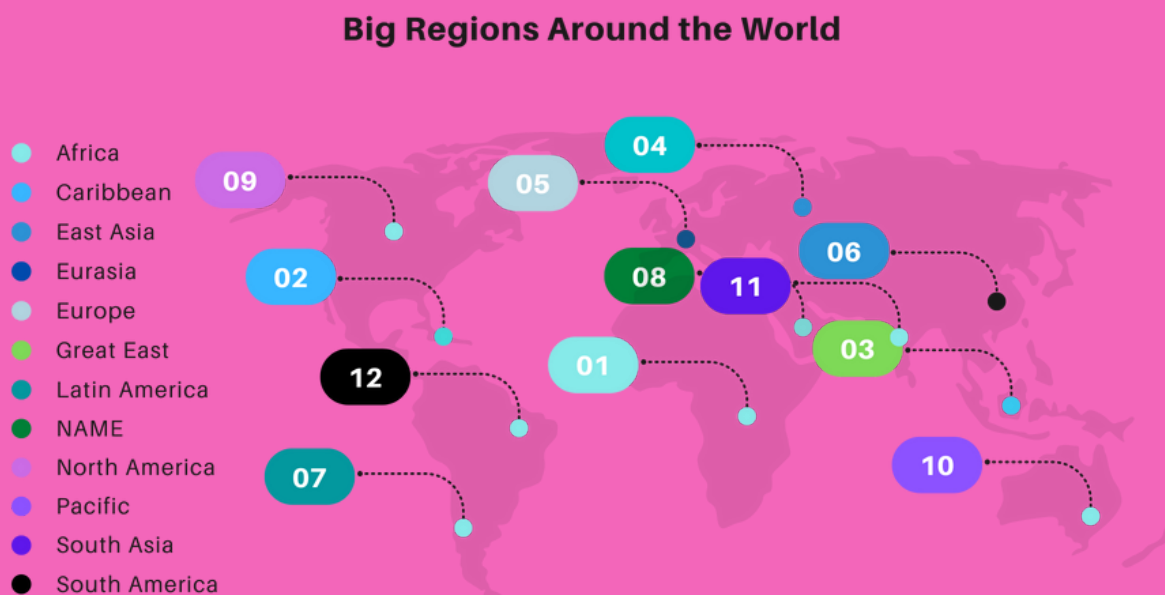 Big Regions Around the World
Africa
Caribbean
East Asia
Eurasia
Europe
Great East
Latin America
NAME
North America
Pacific
South Asia
South America
04
09
05
06
02
08
11
03
01
12
10
07